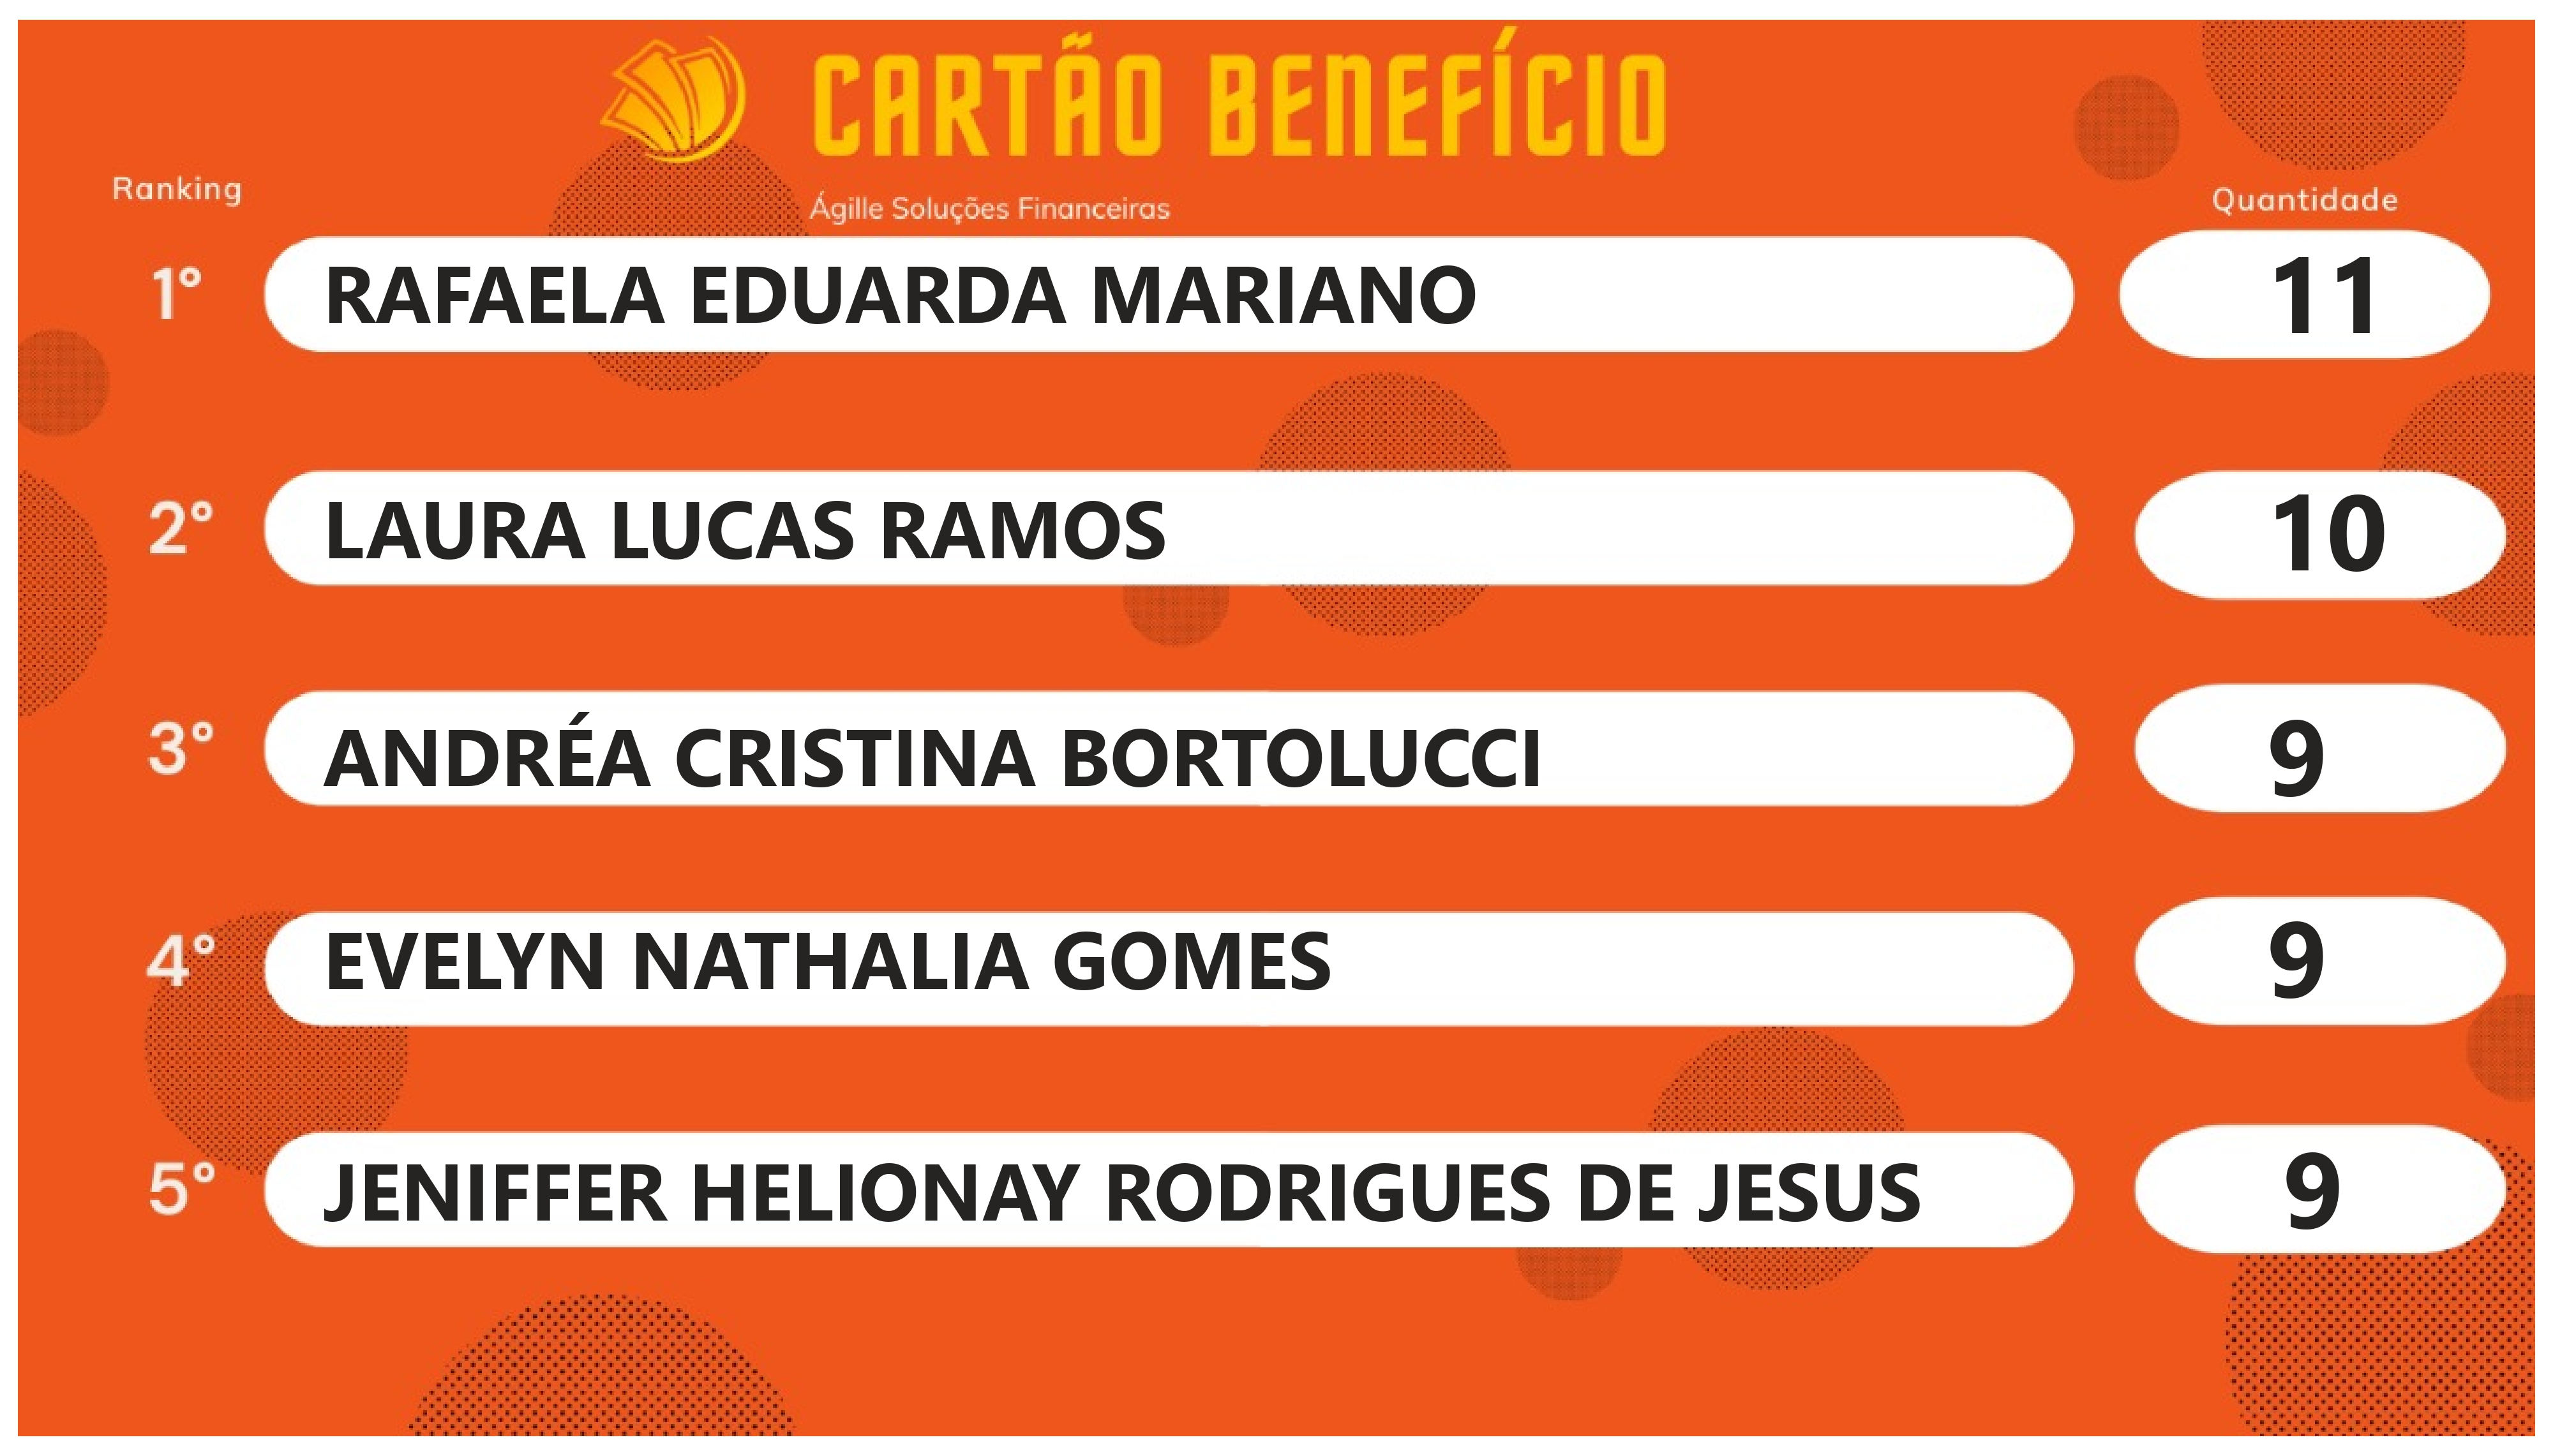 CARTÃO BENEFÍCIO
Ranking
Ágille Soluções Financeiras
Quantidade
1° RAFAELA EDUARDA MARIANO 11
2° LAURA LUCAS RAMOS 10
3° ANDRÉA CRISTINA BORTOLUCCI 9
4° EVELYN NATHALIA GOMES 9
5° JENIFFER HELIONAY RODRIGUES DE JESUS 9